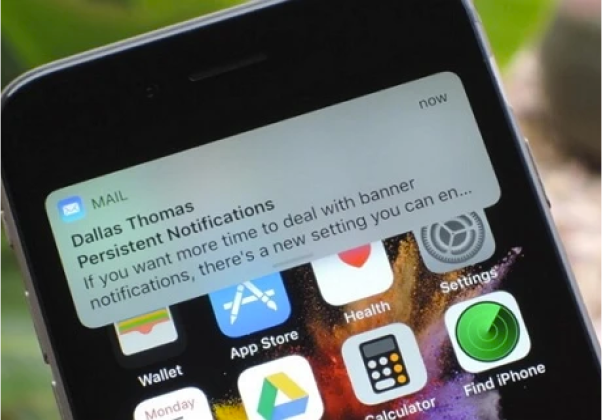 now
MAIL
Dallas Thomas
Persistent Notifications
If you want more time to deal with banner
notifications, there's a new setting you can en...
Settings
Health
App Store
Wallet
Find iPhone
Calculator
Monday